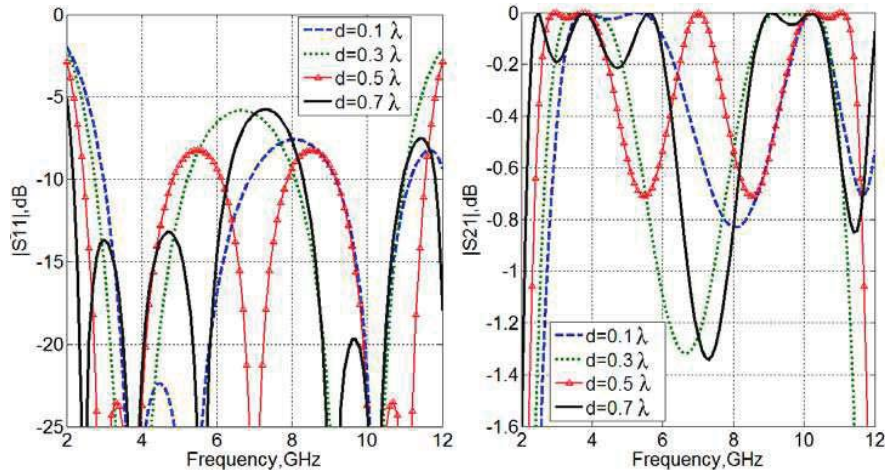 0
-5
-10
-15
-20
-25
|S11|,dB
2
4
6
8
10
12
Frequency,GHz
d=0.1 λ
d=0.3 λ
d=0.5 λ
d=0.7 λ
0
-0.2
-0.4
-0.6
-0.8
-1
-1.2
-1.4
-1.6
|S21|,dB
2
4
6
8
10
12
Frequency,GHz
d=0.1 λ
d=0.3 λ
d=0.5 λ
d=0.7 λ